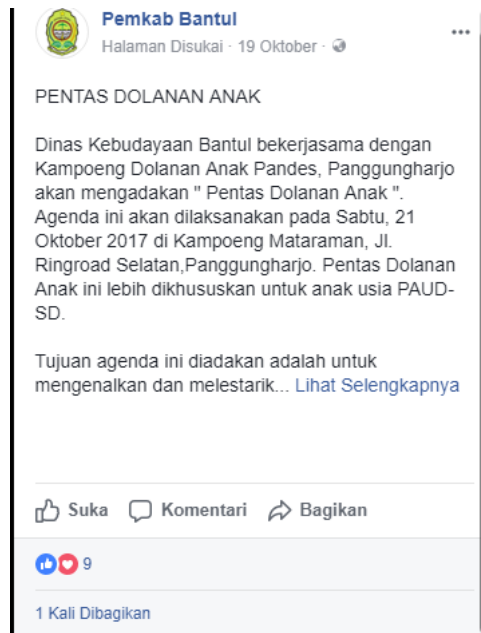 Pemkab Bantul
Halaman Disukai · 19 Oktober ·
PENTAS DOLANAN ANAK
Dinas Kebudayaan Bantul bekerjasama dengan
Kampoeng Dolanan Anak Pandes, Panggungharjo
akan mengadakan " Pentas Dolanan Anak ".
Agenda ini akan dilaksanakan pada Sabtu, 21
Oktober 2017 di Kampoeng Mataraman, Jl.
Ringroad Selatan,Panggungharjo. Pentas Dolanan
Anak ini lebih dikhususkan untuk anak usia PAUD-
SD.
Tujuan agenda ini diadakan adalah untuk
mengenalkan dan melestarik... Lihat Selengkapnya
Suka Komentari Bagikan
9
1 Kali Dibagikan